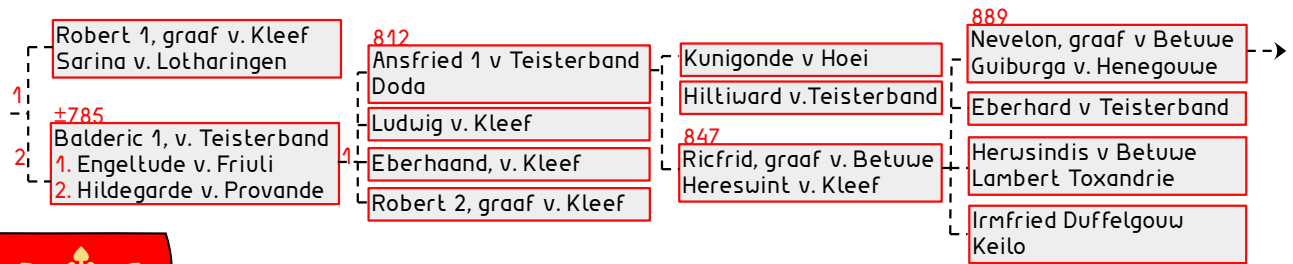 Robert 1, graaf v. Kleef
Sarina v. Lotharingen
1
±785
Balderic 1, v. Teisterband
1. Engeltude v. Friuli
2. Hildegarde v. Provande
2
1
812
Ansfried 1 v Teisterband
Doda
Ludwig v. Kleef
Eberhaand, v. Kleef
Robert 2, graaf v. Kleef
Kunigonde v Hoei
Hiltiward v.Teisterband
847
Ricfrid, graaf v. Betuwe
Hereswint v. Kleef
889
Nevelon, graaf v Betuwe
Guiburga v. Henegouwe
Eberhard v Teisterband
Herwsindis v Betuwe
Lambert Toxandrie
Irmfried Duffelgouw
Keilo